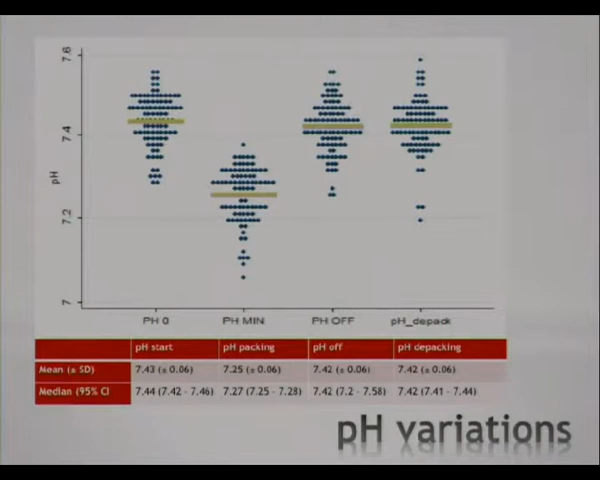 7.6
7.4
pH
7.2
7
PH 0 PH MIN PH OFF pH_depack
pH start pH packing pH off pH depacking
Mean (± SD) 7.43 (± 0.06) 7.25 (± 0.06) 7.42 (± 0.06) 7.42 (± 0.06)
Median (95% CI 7.44 (7.42 - 7.46) 7.27 (7.25 - 7.28) 7.42 (7.2 - 7.58) 7.42 (7.41 - 7.44)
pH variations